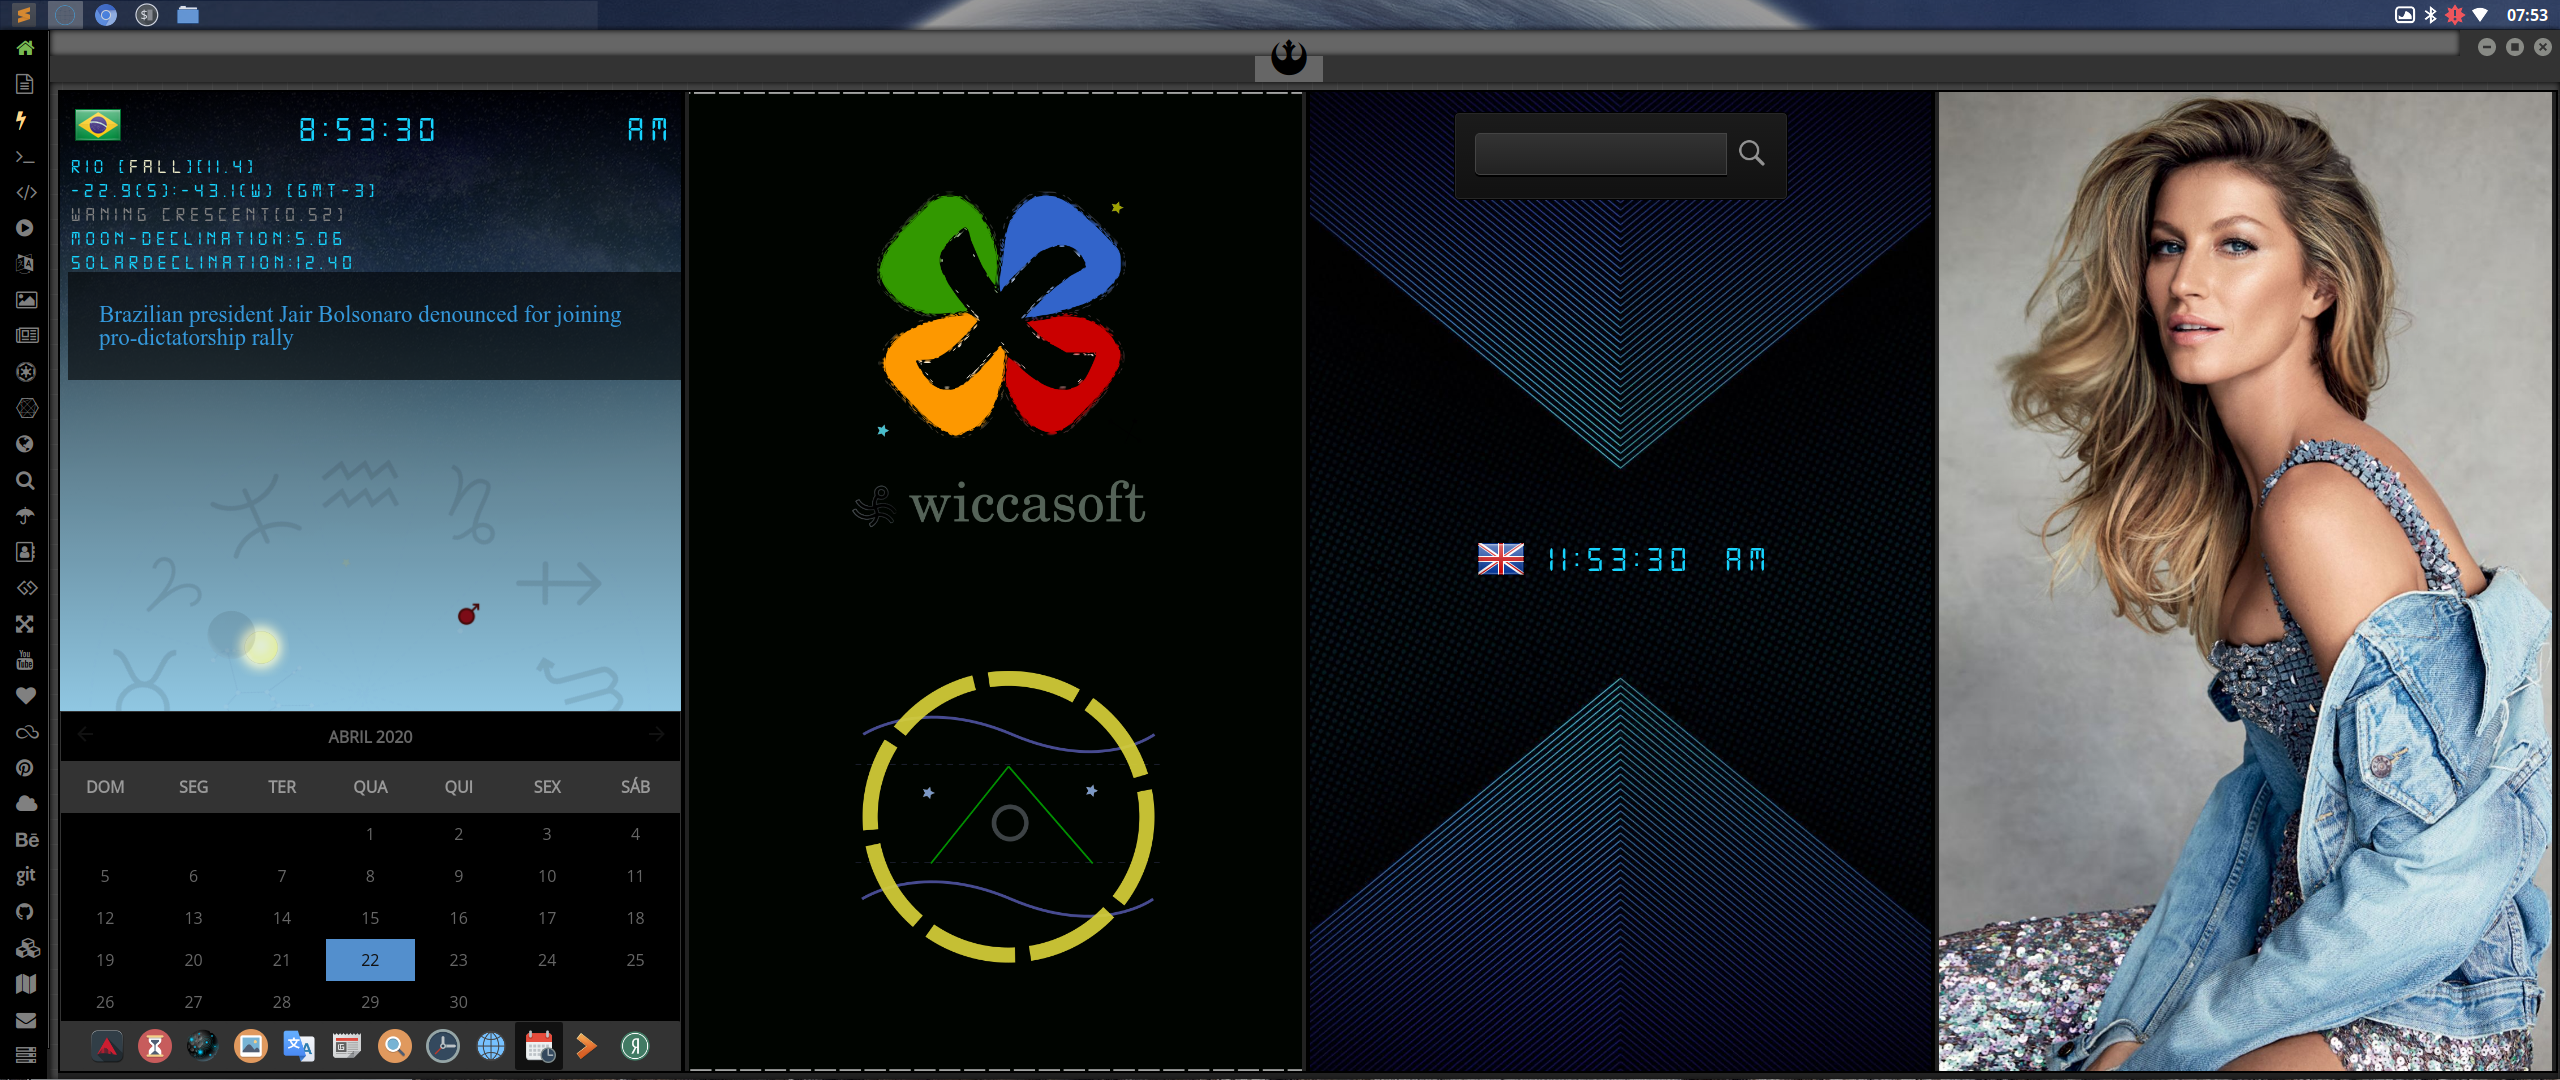 07:53
8:53:30 AM
RIO [FALL][11.4]
-22.9(S):-43.1(W) [GMT-3]
WANING CRESCENT[0.52]
MOON-DECLINATION:5.06
SOLARDECLINATION:12.40
Brazilian president Jair Bolsonaro denounced for joining
pro-dictatorship rally
ABRIL 2020
DOM SEG TER QUA QUI SEX SÁB
1 2 3 4
5 6 7 8 9 10 11
12 13 14 15 16 17 18
19 20 21 22 23 24 25
26 27 28 29 30
wiccasoft
11:53:30 AM
You
Tube
Bē
git